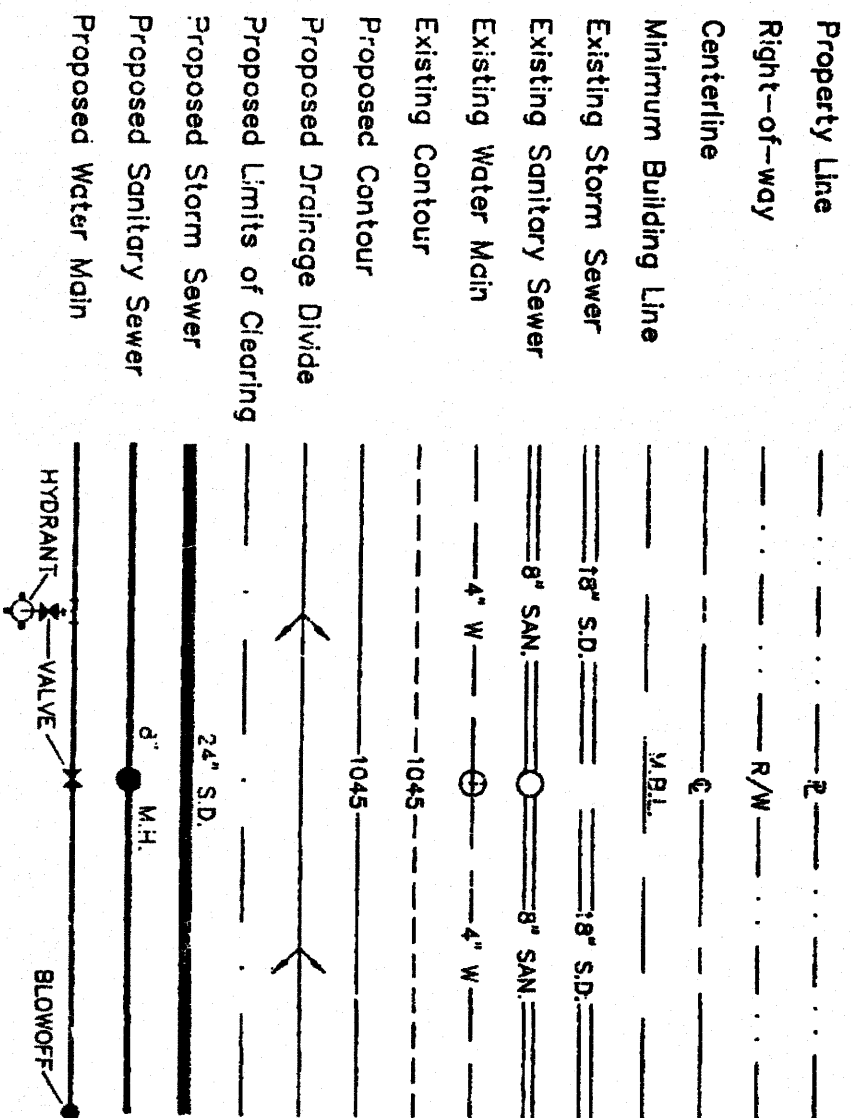 Property Line ℄
Right-of-way R/W
Centerline ℄
Minimum Building Line M.B.L.
Existing Storm Sewer 18" S.D. 18" S.D.
Existing Sanitary Sewer 8" SAN. 8" SAN.
Existing Water Main 4" W 4" W
Existing Contour 1045
Proposed Contour 1045
Proposed Drainage Divide
Proposed Limits of Clearing
Proposed Storm Sewer 24" S.D.
Proposed Sanitary Sewer 8" M.H.
Proposed Water Main
HYDRANT VALVE BLOWOFF